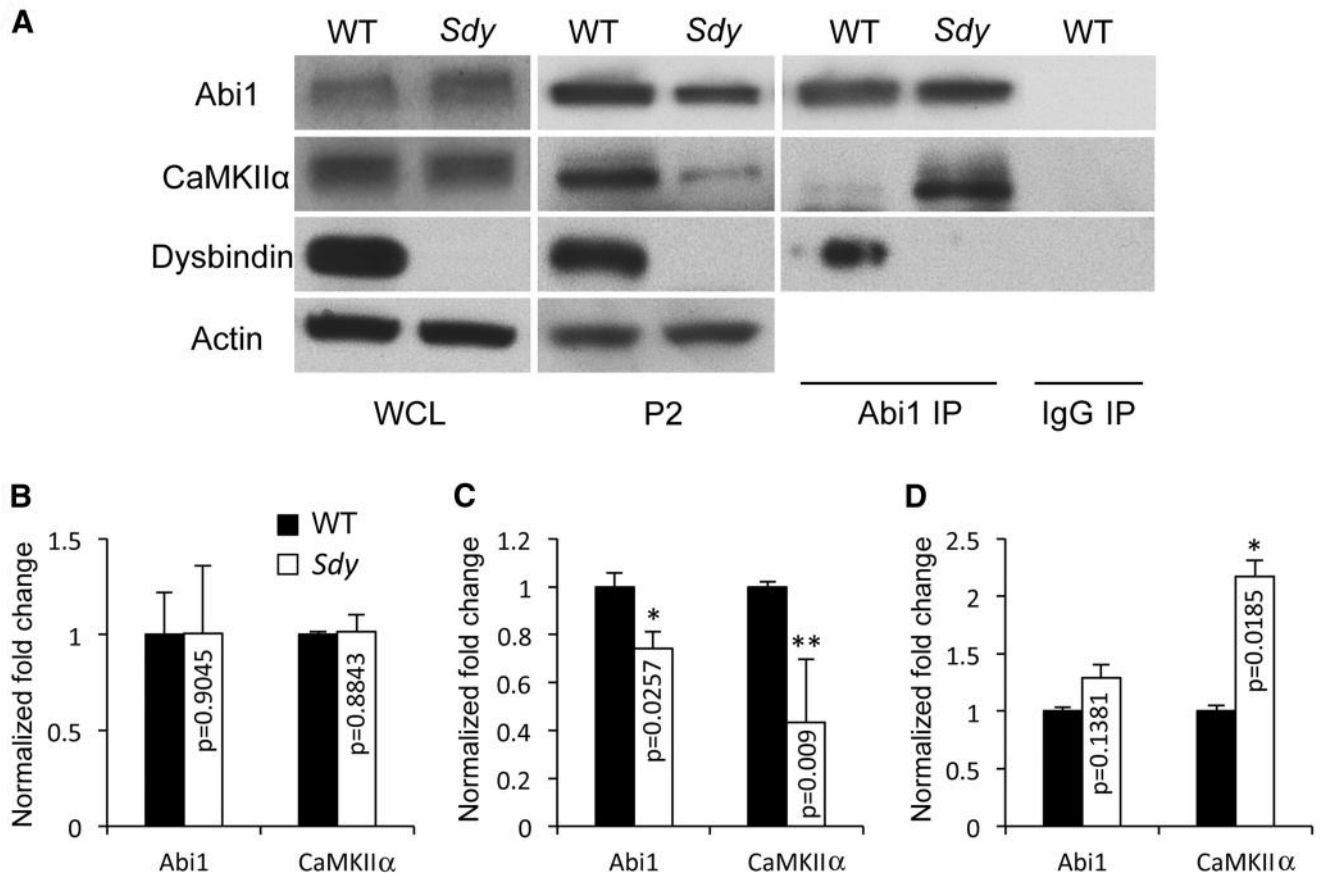 A
WT Sdy WT Sdy WT Sdy WT
Abi1
CaMKIIα
Dysbindin
Actin
WCL P2 Abi1 IP IgG IP
B
WT
Sdy
Normalized fold change
1.5
1
0.5
0
p=0.9045
p=0.8843
Abi1 CaMKIIα
C
Normalized fold change
1.2
1
0.8
0.6
0.4
0.2
0
*
p=0.0257
**
p=0.009
Abi1 CaMKIIα
D
Normalized fold change
2.5
2
1.5
1
0.5
0
p=0.1381
*
p=0.0185
Abi1 CaMKIIα